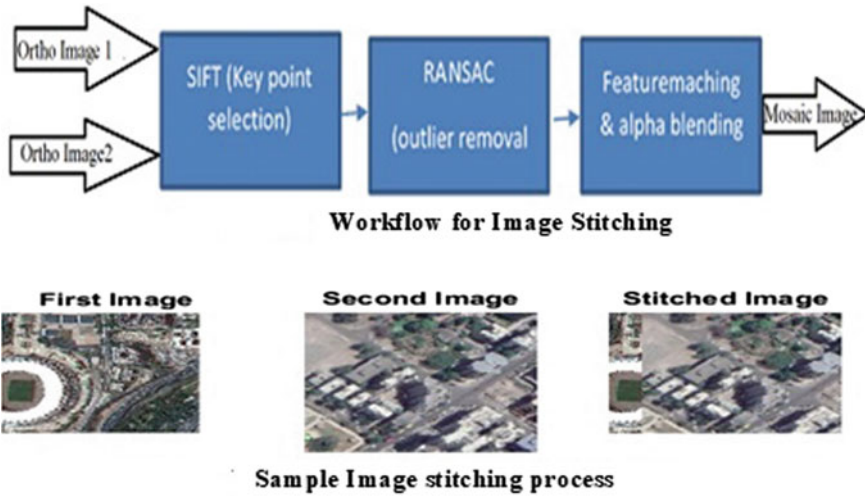 Ortho Image 1
Ortho Image2
SIFT (Key point
selection)
RANSAC
(outlier removal
Featuremaching
& alpha blending
Mosaic Image
Workflow for Image Stitching
First Image
Second Image
Stitched Image
Sample Image stitching process